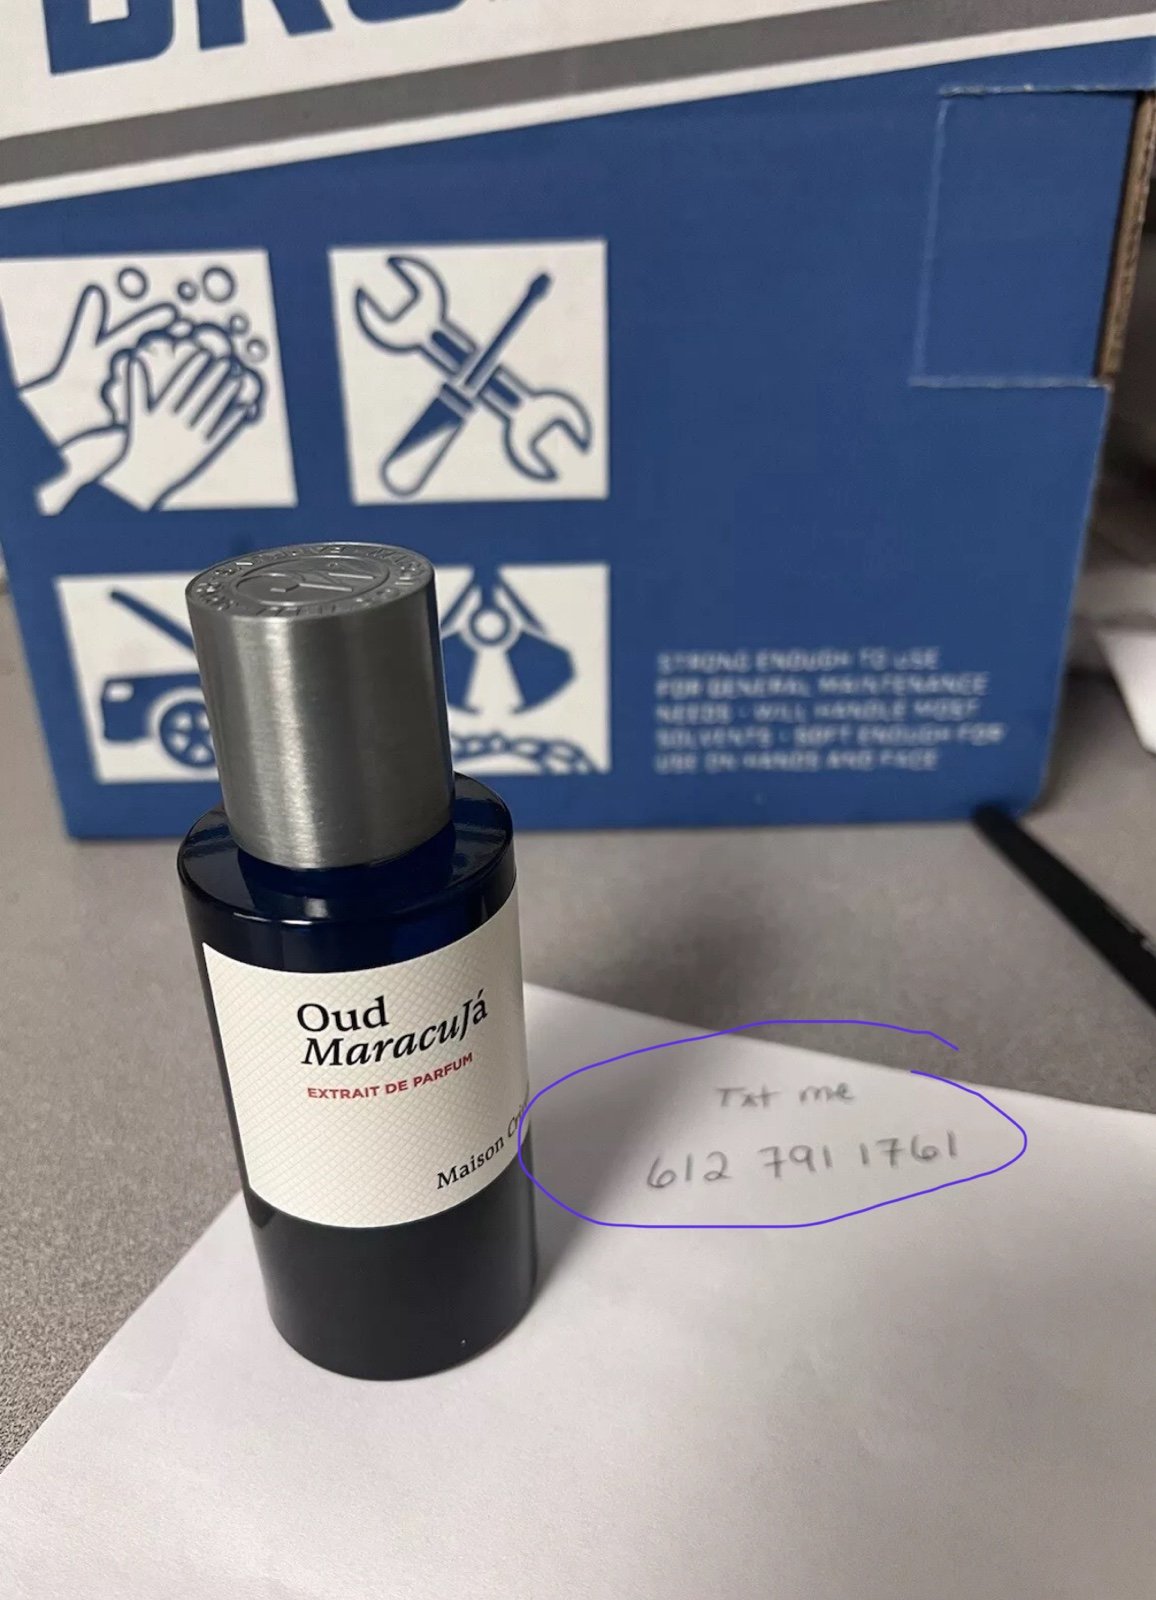 Oud
MaracuJá
EXTRAIT DE PARFUM
Maison
Txt me
612 791 1761
STRONG ENOUGH TO USE
FOR GENERAL MAINTENANCE
NEEDS - WILL HANDLE MOST
SOLVENTS - SOFT ENOUGH FOR
USE ON HANDS AND FACE